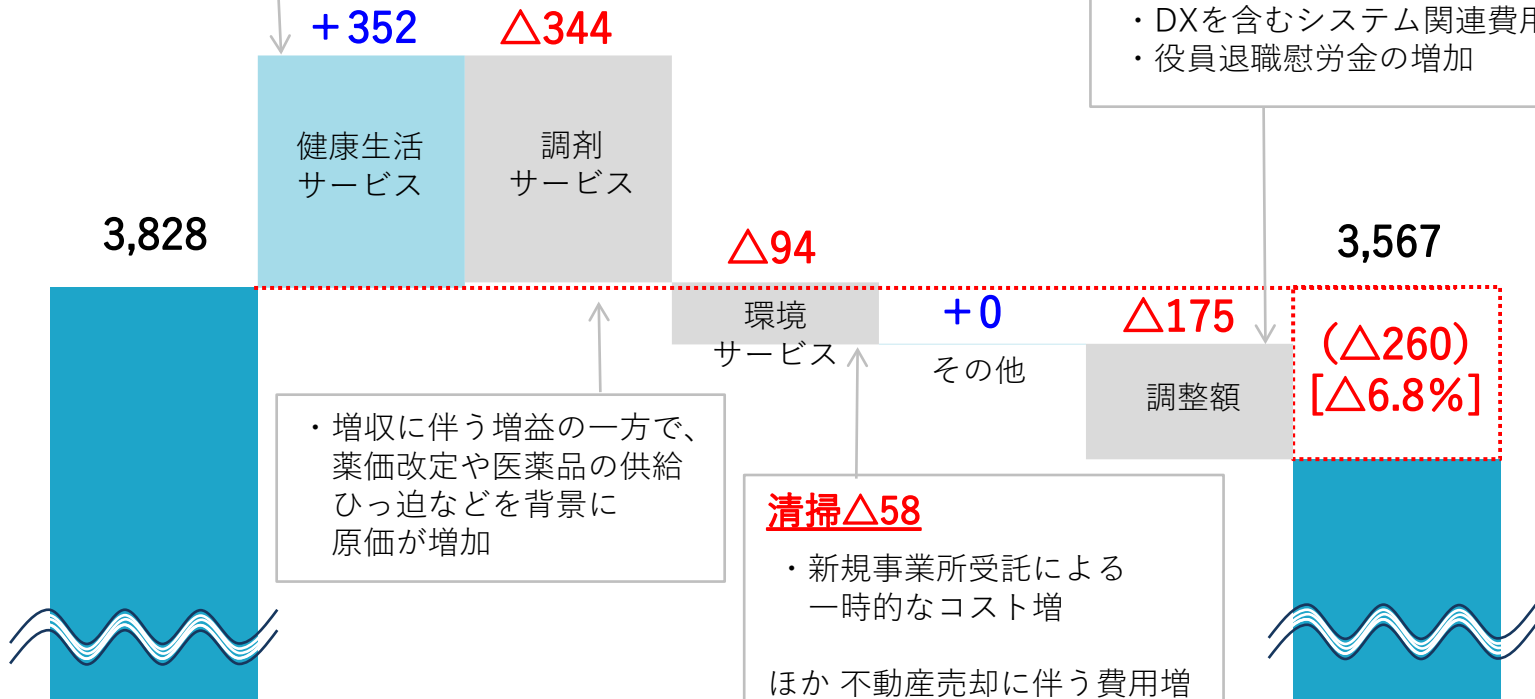 +352
△344
・DXを含むシステム関連費用
・役員退職慰労金の増加
健康生活
サービス
調剤
サービス
3,828
△94
3,567
環境
サービス
+0
その他
△175
調整額
(△260)
[△6.8%]
・増収に伴う増益の一方で、
薬価改定や医薬品の供給
ひっ迫などを背景に
原価が増加
清掃△58
・新規事業所受託による
一時的なコスト増
ほか 不動産売却に伴う費用増